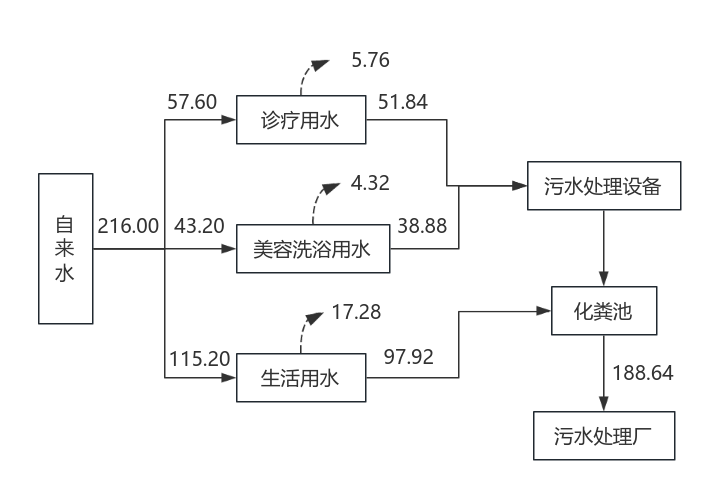 5.76
57.60
诊疗用水
51.84
4.32
污水处理设备
自来水
216.00
43.20
美容洗浴用水
38.88
17.28
化粪池
115.20
生活用水
97.92
188.64
污水处理厂